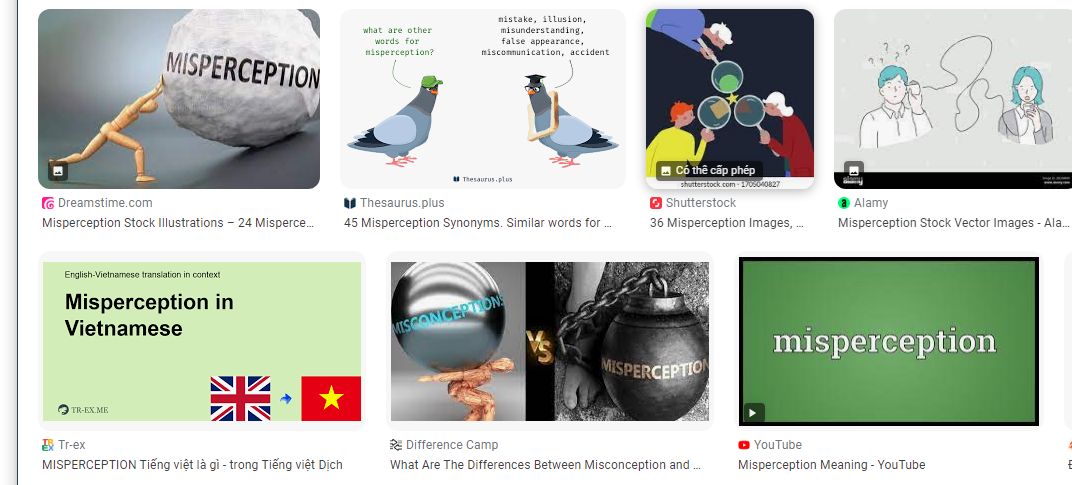 MISPERCEPTION
what are other
words for
misperception?
mistake, illusion,
misunderstanding,
false appearance,
miscommunication, accident
Thesaurus.plus
Có thể cấp phép
shutterstock.com · 1705040827
? ? ? ?
alamy
Dreamstime.com
Misperception Stock Illustrations – 24 Misperce...
Thesaurus.plus
45 Misperception Synonyms. Similar words for ...
Shutterstock
36 Misperception Images, ...
Alamy
Misperception Stock Vector Images - Ala...
English-Vietnamese translation in context
Misperception in
Vietnamese
TR-EX.ME
MISCONCEPTION
VS
MISPERCEPTION
misperception
TR
EX
Tr-ex
MISPERCEPTION Tiếng việt là gì - trong Tiếng việt Dịch
Difference Camp
What Are The Differences Between Misconception and ...
YouTube
Misperception Meaning - YouTube